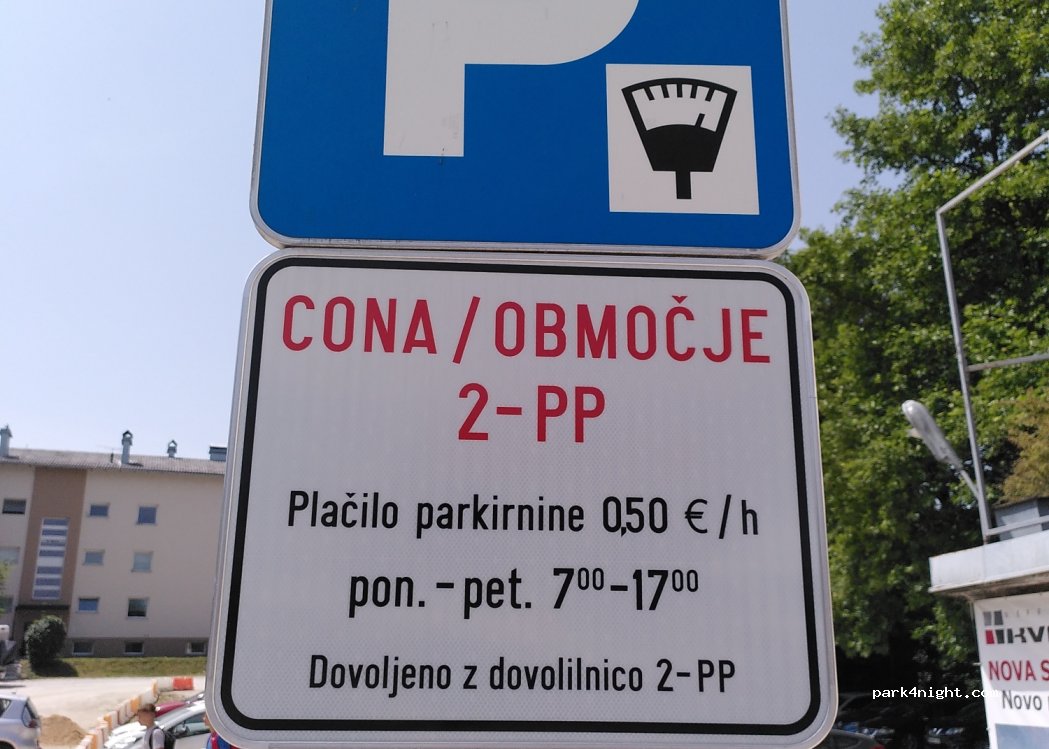 P
CONA / OBMOČJE
2-PP
Plačilo parkirnine 0,50 € / h
pon. - pet. 7⁰⁰-17⁰⁰
Dovoljeno z dovolilnico 2-PP
NOVA S
Novo
park4night.com